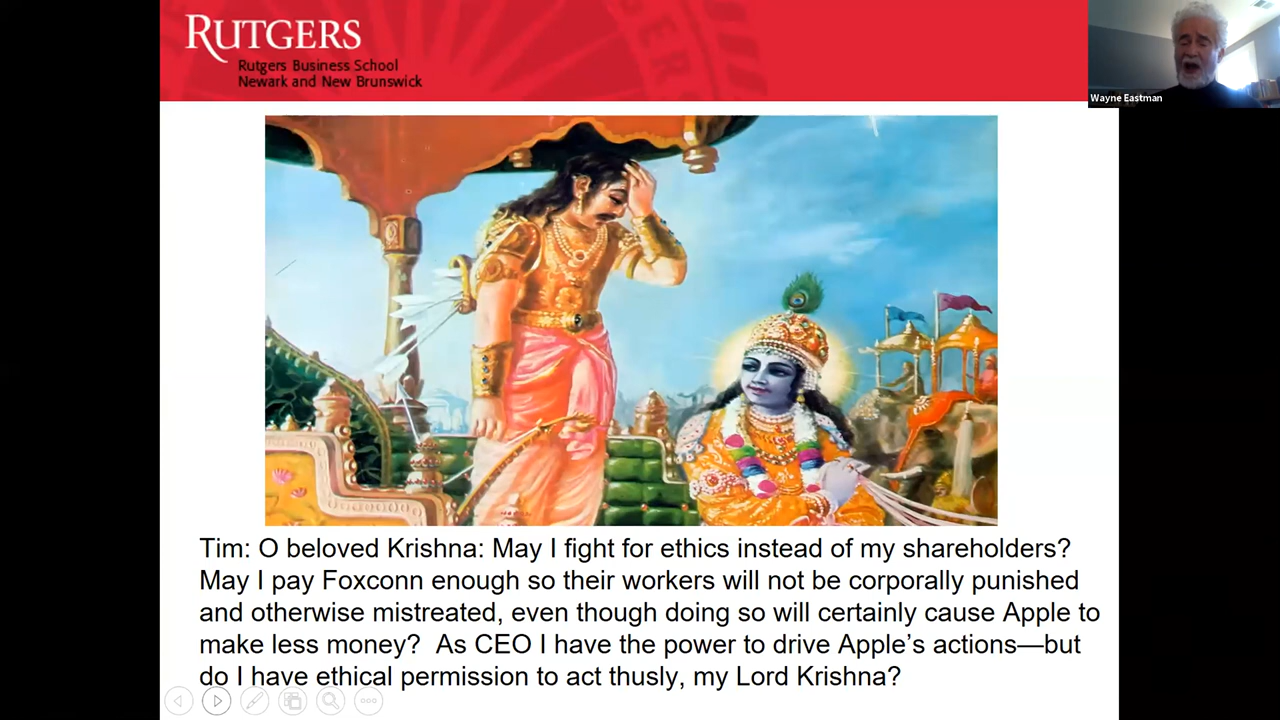 RUTGERS
Rutgers Business School
Newark and New Brunswick
Wayne Eastman
Tim: O beloved Krishna: May I fight for ethics instead of my shareholders?
May I pay Foxconn enough so their workers will not be corporally punished
and otherwise mistreated, even though doing so will certainly cause Apple to
make less money?  As CEO I have the power to drive Apple’s actions—but
do I have ethical permission to act thusly, my Lord Krishna?